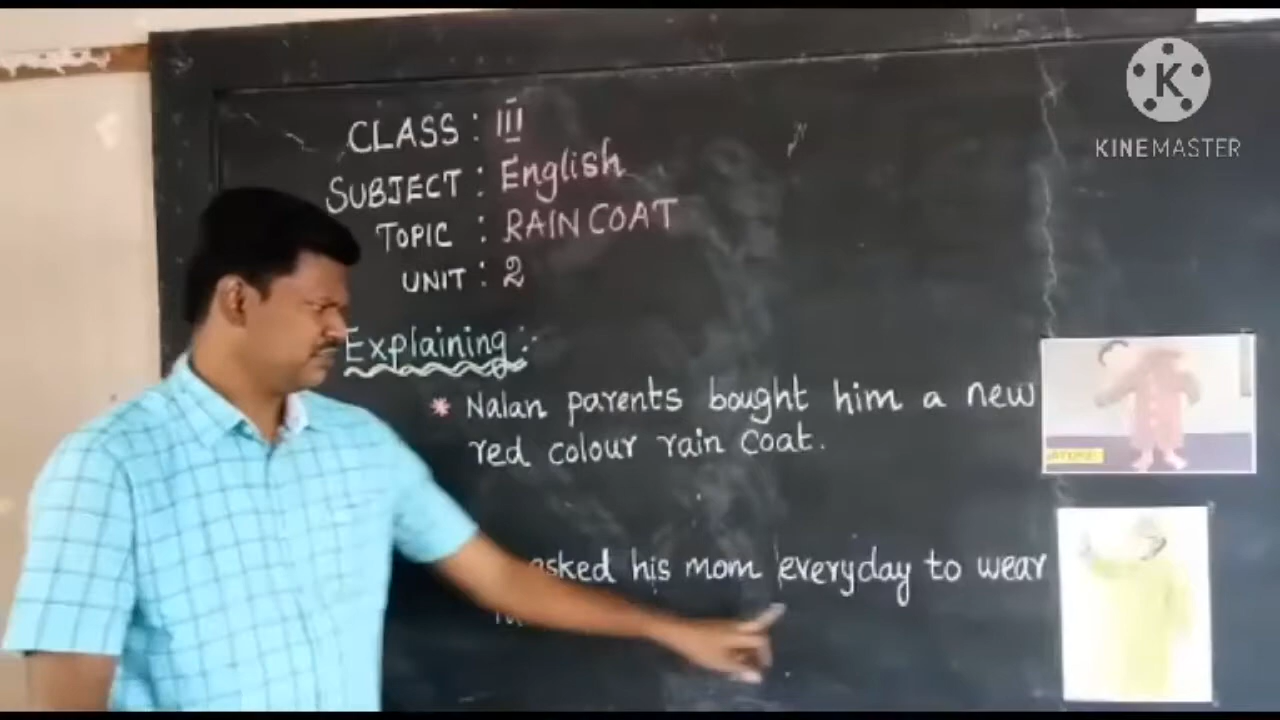 K
KINEMASTER
CLASS : III
SUBJECT : English
TOPIC : RAIN COAT
UNIT : 2
Explaining :-
* Nalan parents bought him a new
red colour rain coat.
asked his mom everyday to wear